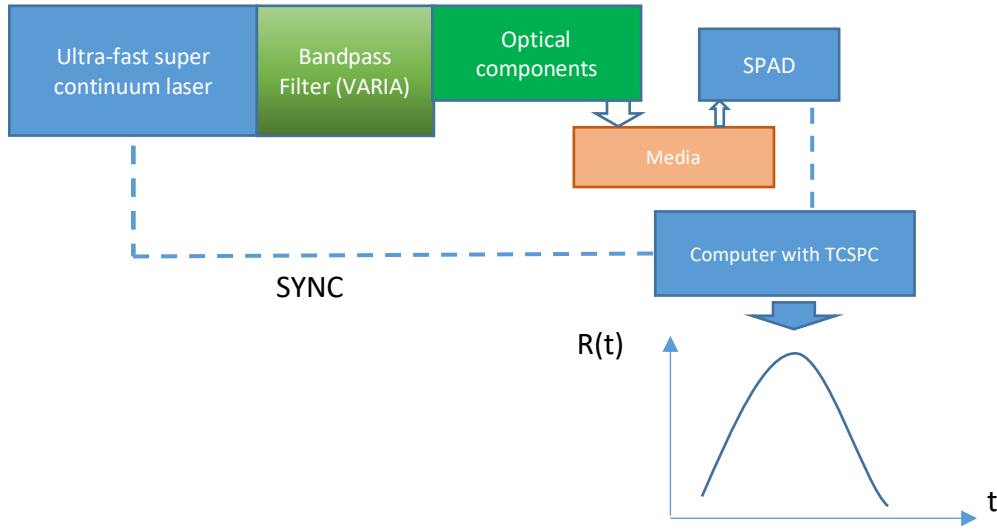 Ultra-fast super
continuum laser
Bandpass
Filter (VARIA)
Optical
components
SPAD
Media
Computer with TCSPC
SYNC
R(t)
t